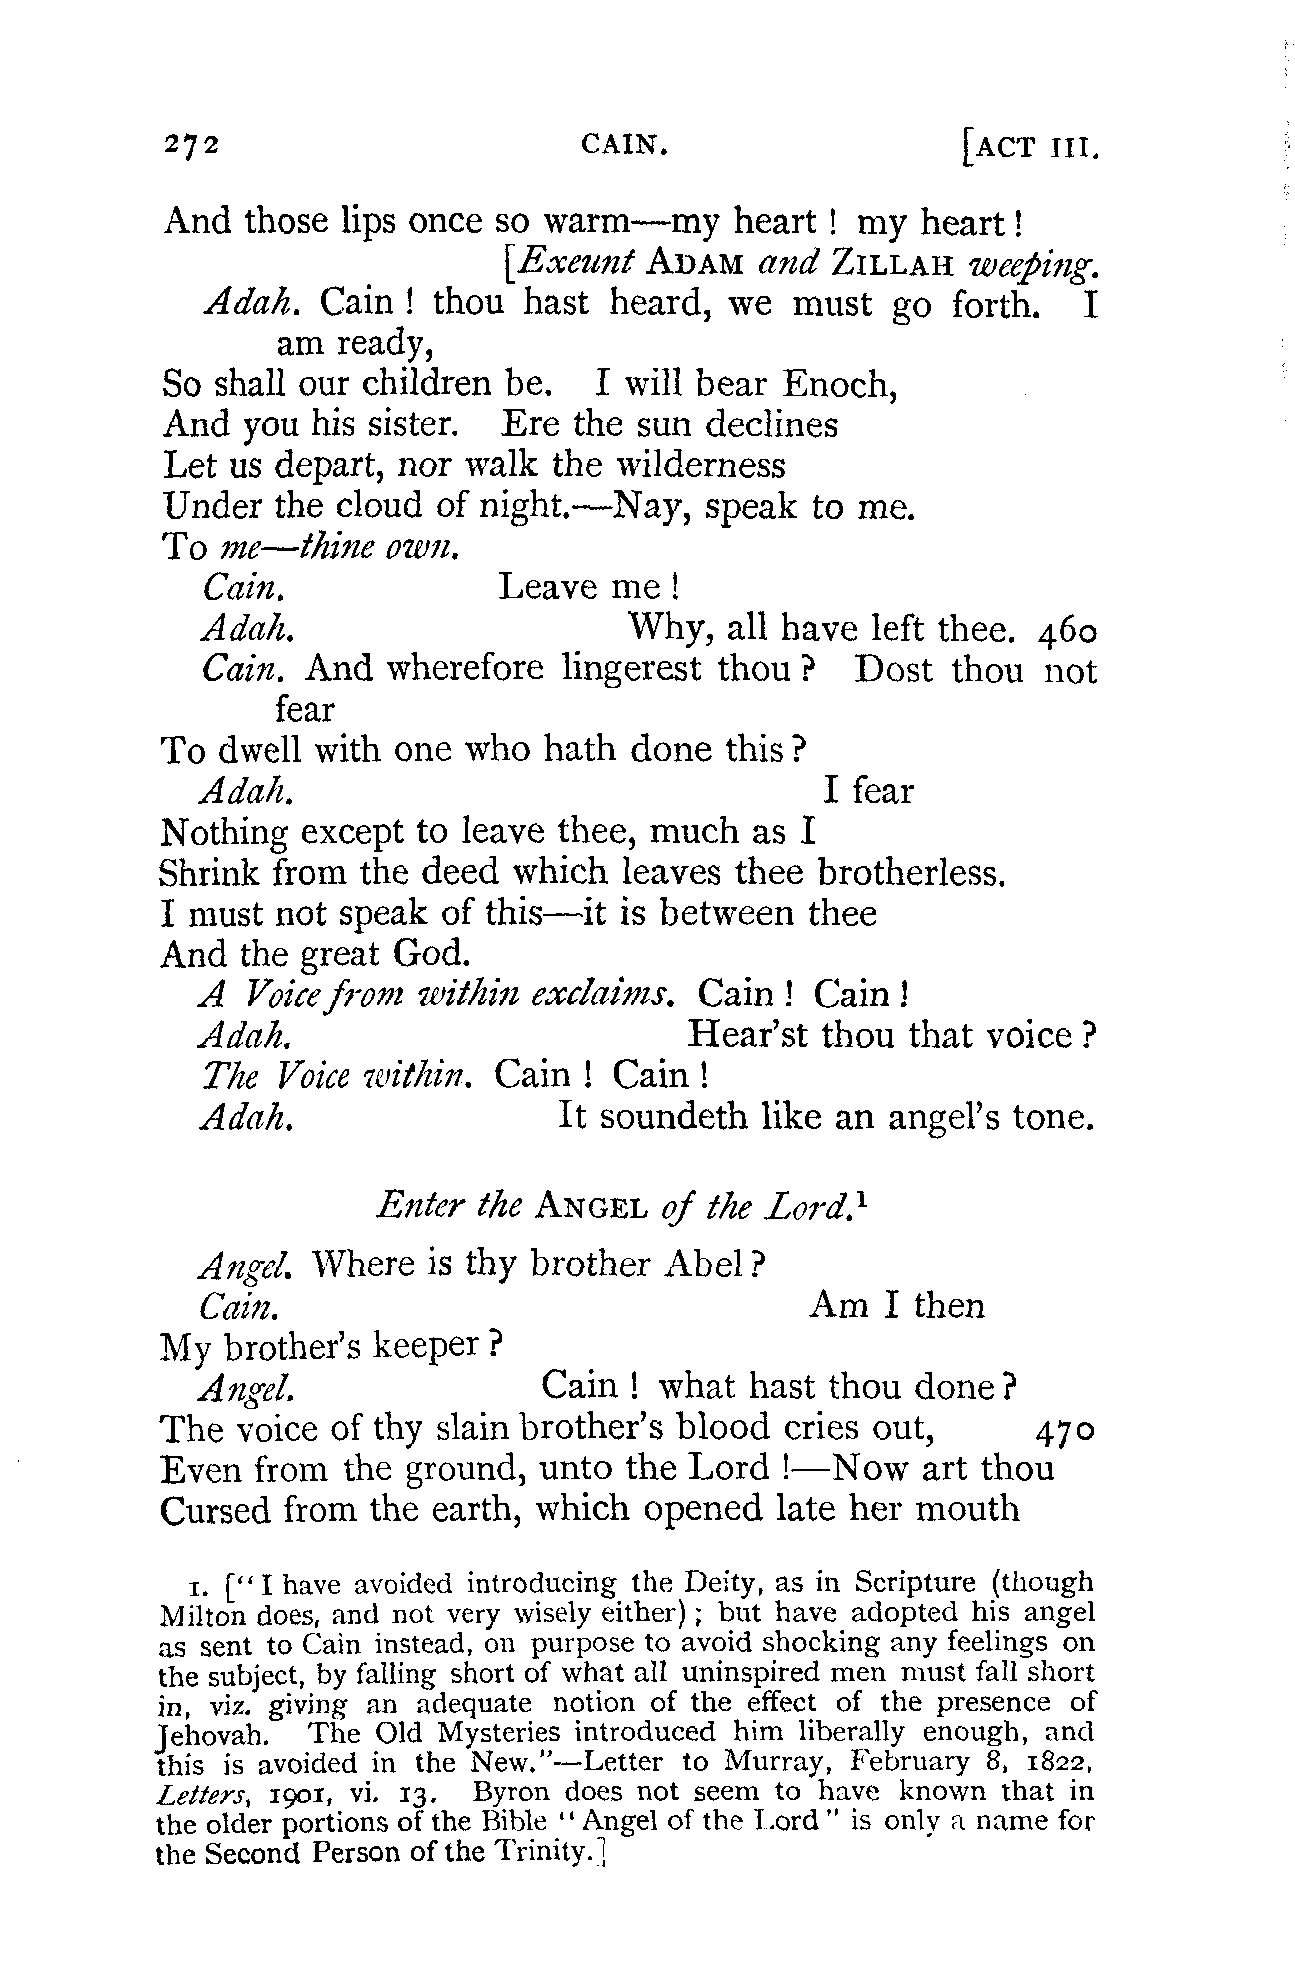 272 CAIN. [ACT III.
And those lips once so warm—my heart! my heart!
[Exeunt ADAM and ZILLAH weeping.
Adah. Cain! thou hast heard, we must go forth. I
am ready,
So shall our children be. I will bear Enoch,
And you his sister. Ere the sun declines
Let us depart, nor walk the wilderness
Under the cloud of night.—Nay, speak to me.
To me—thine own.
Cain. Leave me!
Adah. Why, all have left thee. 460
Cain. And wherefore lingerest thou? Dost thou not
fear
To dwell with one who hath done this?
Adah. I fear
Nothing except to leave thee, much as I
Shrink from the deed which leaves thee brotherless.
I must not speak of this—it is between thee
And the great God.
A Voice from within exclaims. Cain! Cain!
Adah. Hear'st thou that voice?
The Voice within. Cain! Cain!
Adah. It soundeth like an angel's tone.
Enter the ANGEL of the Lord.¹
Angel. Where is thy brother Abel?
Cain. Am I then
My brother's keeper?
Angel. Cain! what hast thou done?
The voice of thy slain brother's blood cries out, 470
Even from the ground, unto the Lord!—Now art thou
Cursed from the earth, which opened late her mouth
1. ["I have avoided introducing the Deity, as in Scripture (though
Milton does, and not very wisely either); but have adopted his angel
as sent to Cain instead, on purpose to avoid shocking any feelings on
the subject, by falling short of what all uninspired men must fall short
in, viz. giving an adequate notion of the effect of the presence of
Jehovah. The Old Mysteries introduced him liberally enough, and
this is avoided in the New."—Letter to Murray, February 8, 1822,
Letters, 1901, vi. 13. Byron does not seem to have known that in
the older portions of the Bible "Angel of the Lord" is only a name for
the Second Person of the Trinity.]